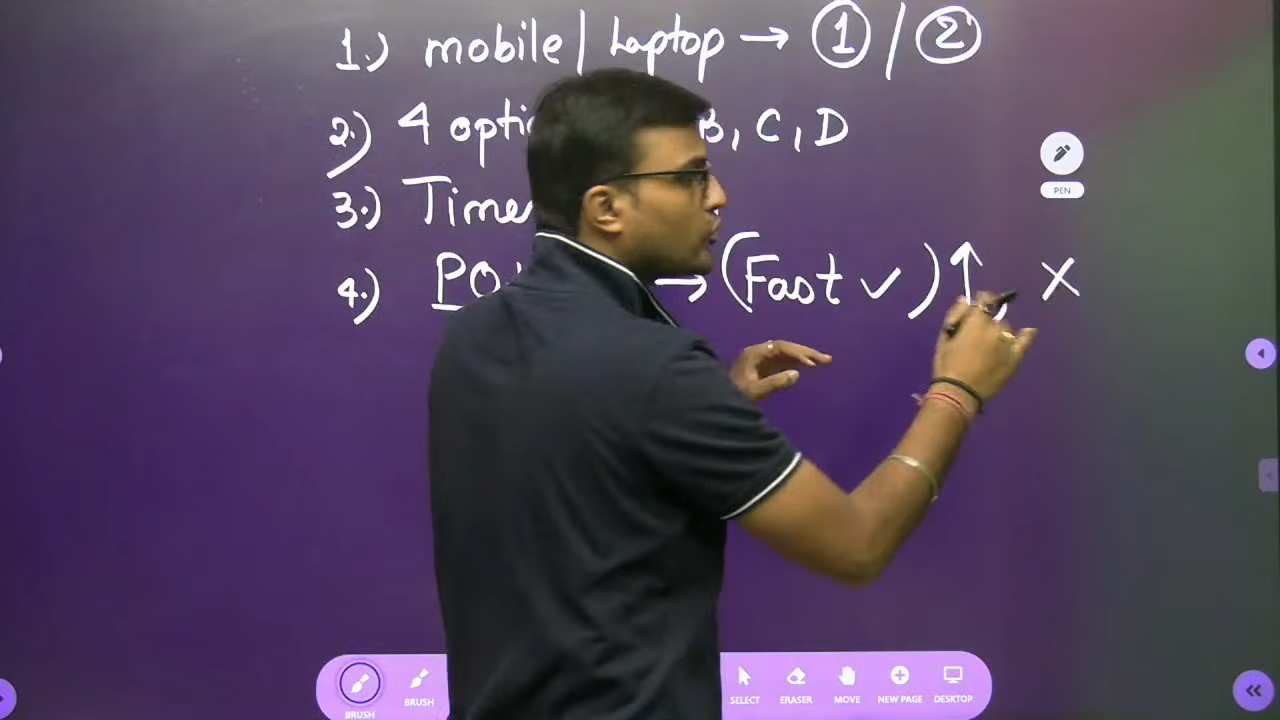 1.) mobile / Laptop → ① / ②
2.) 4 B, C, D
3.)
4.) → (Fast ✓) ↑ X
PEN
BRUSH
BRUSH
SELECT
ERASER
MOVE
NEW PAGE
DESKTOP